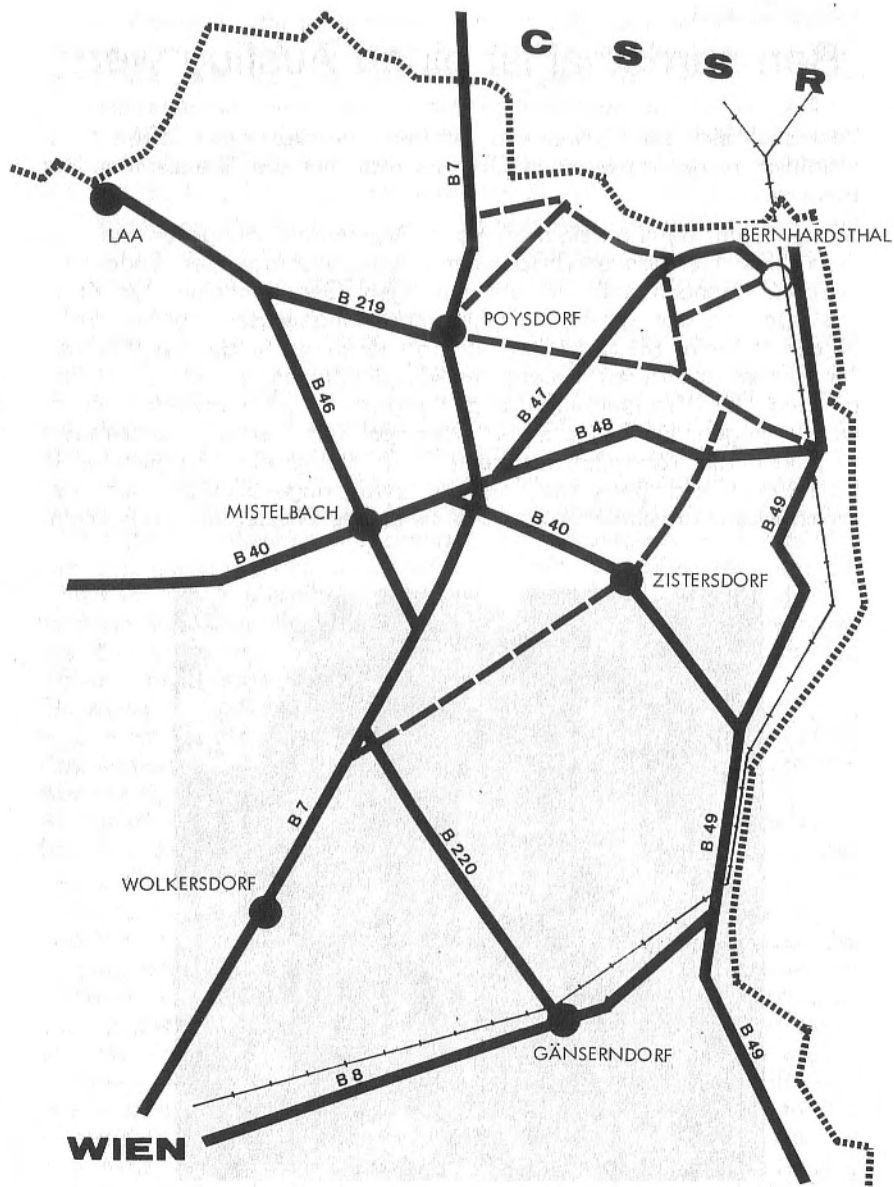 C S S R
B 7
LAA
BERNHARDSTHAL
B 219
POYSDORF
B 46
B 47
B 48
MISTELBACH
B 49
B 40
B 40
ZISTERSDORF
B 7
B 49
B 220
WOLKERSDORF
GÄNSERNDORF
B 49
B 8
WIEN